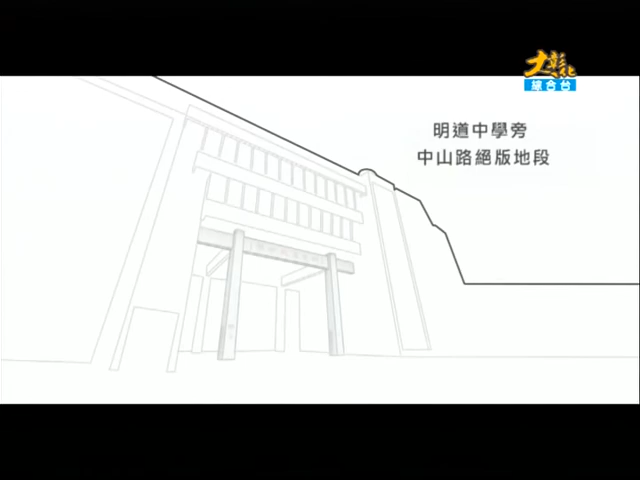 大彰化
綜合台
明道中學旁
中山路絕版地段